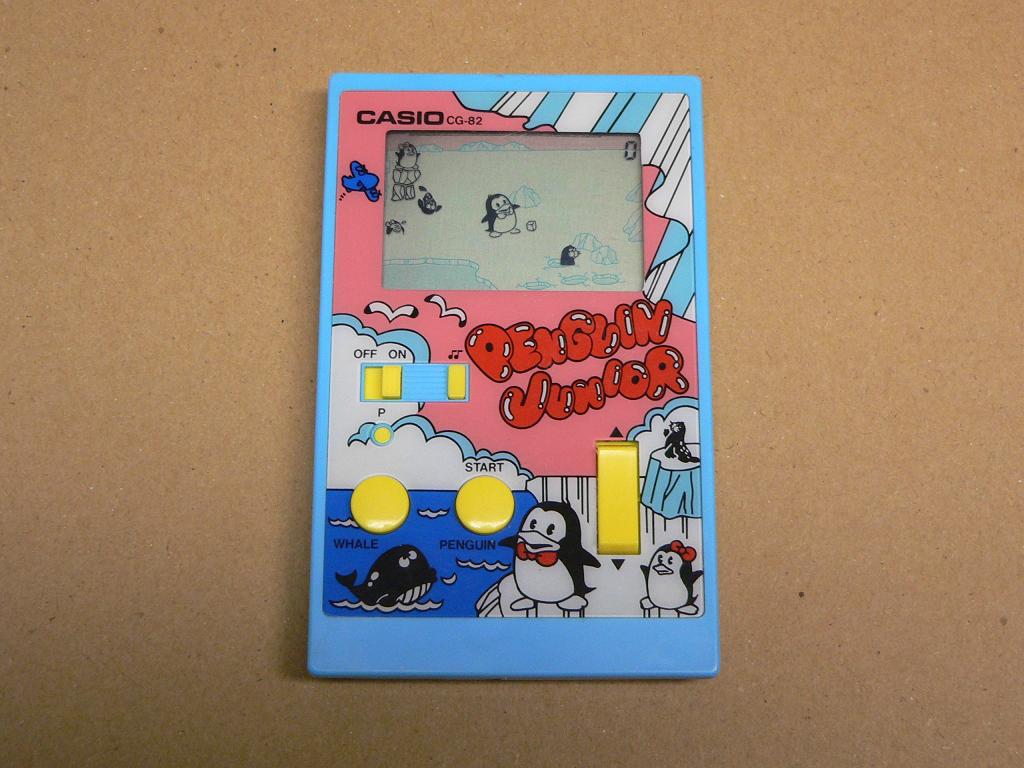 CASIO CG-82
0
PENGUIN
JUNIOR
OFF ON ♫
P
▲
START
WHALE PENGUIN
▼